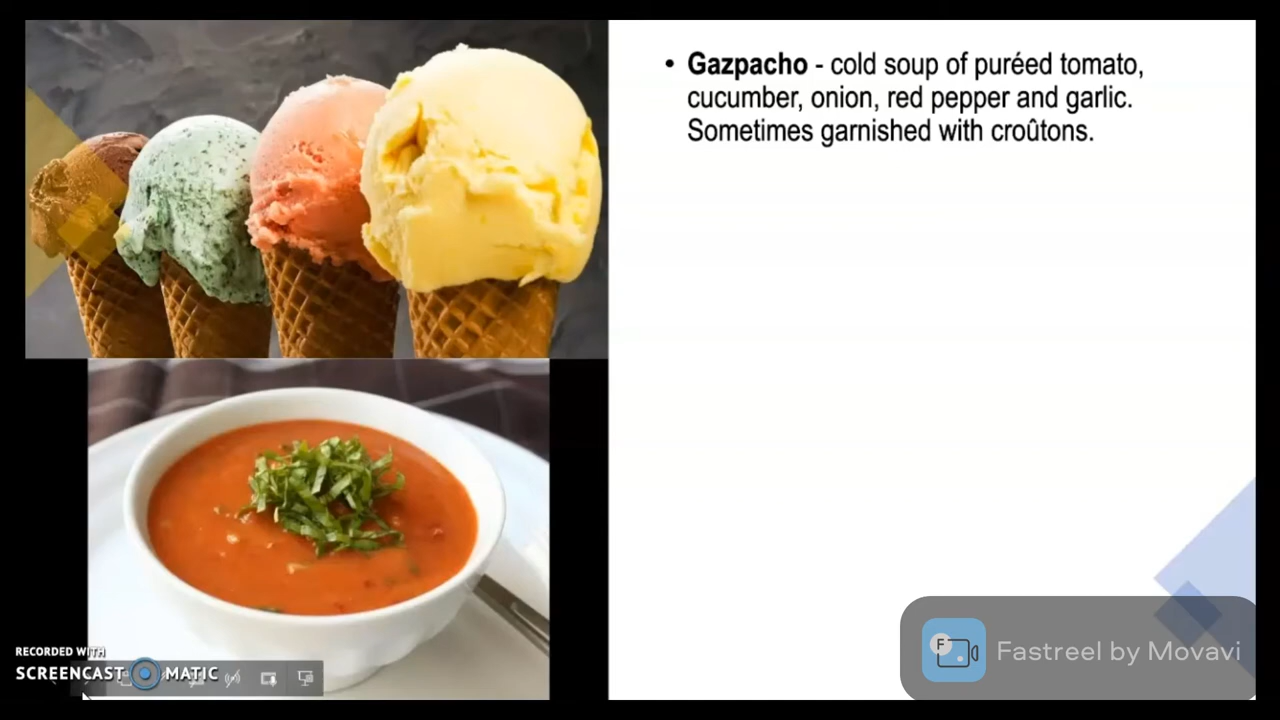 • Gazpacho - cold soup of puréed tomato,
cucumber, onion, red pepper and garlic.
Sometimes garnished with croûtons.
RECORDED WITH
SCREENCAST MATIC
F
Fastreel by Movavi